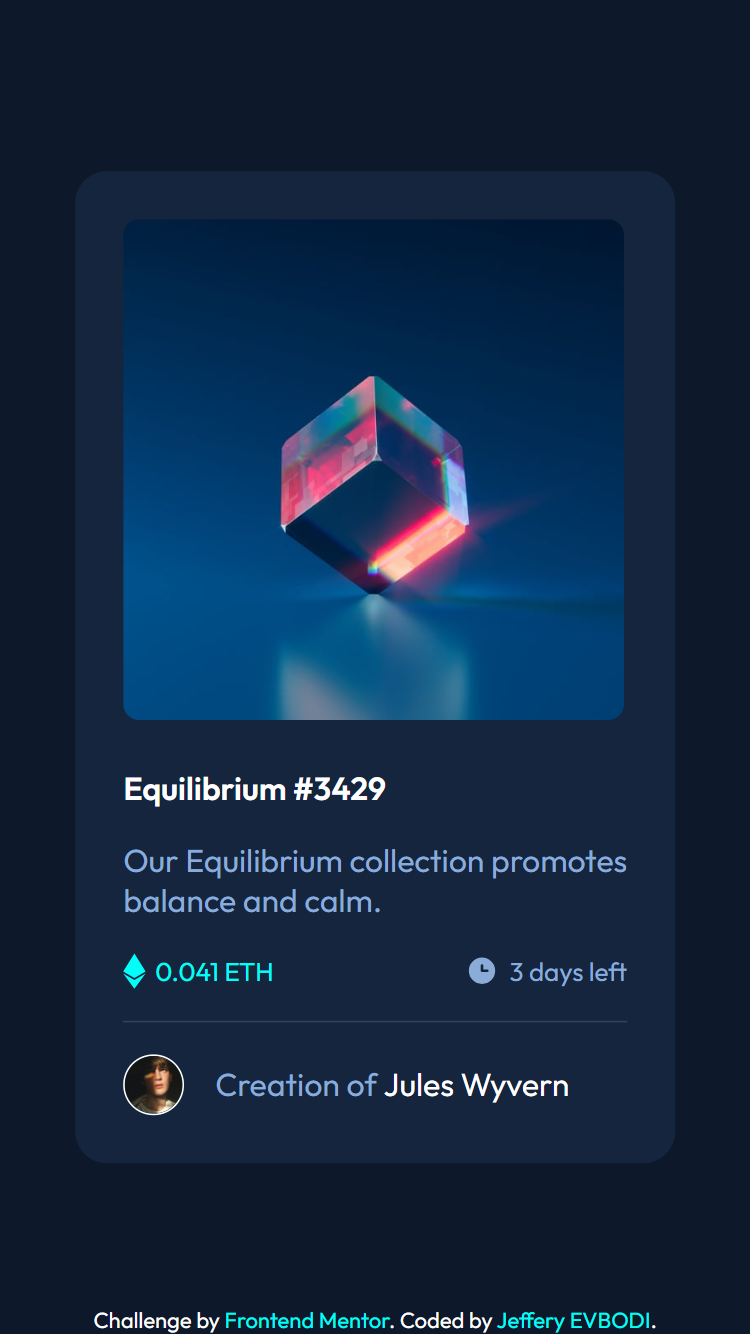 Equilibrium #3429
Our Equilibrium collection promotes
balance and calm.
0.041 ETH
3 days left
Creation of Jules Wyvern
Challenge by Frontend Mentor. Coded by Jeffery EVBODI.